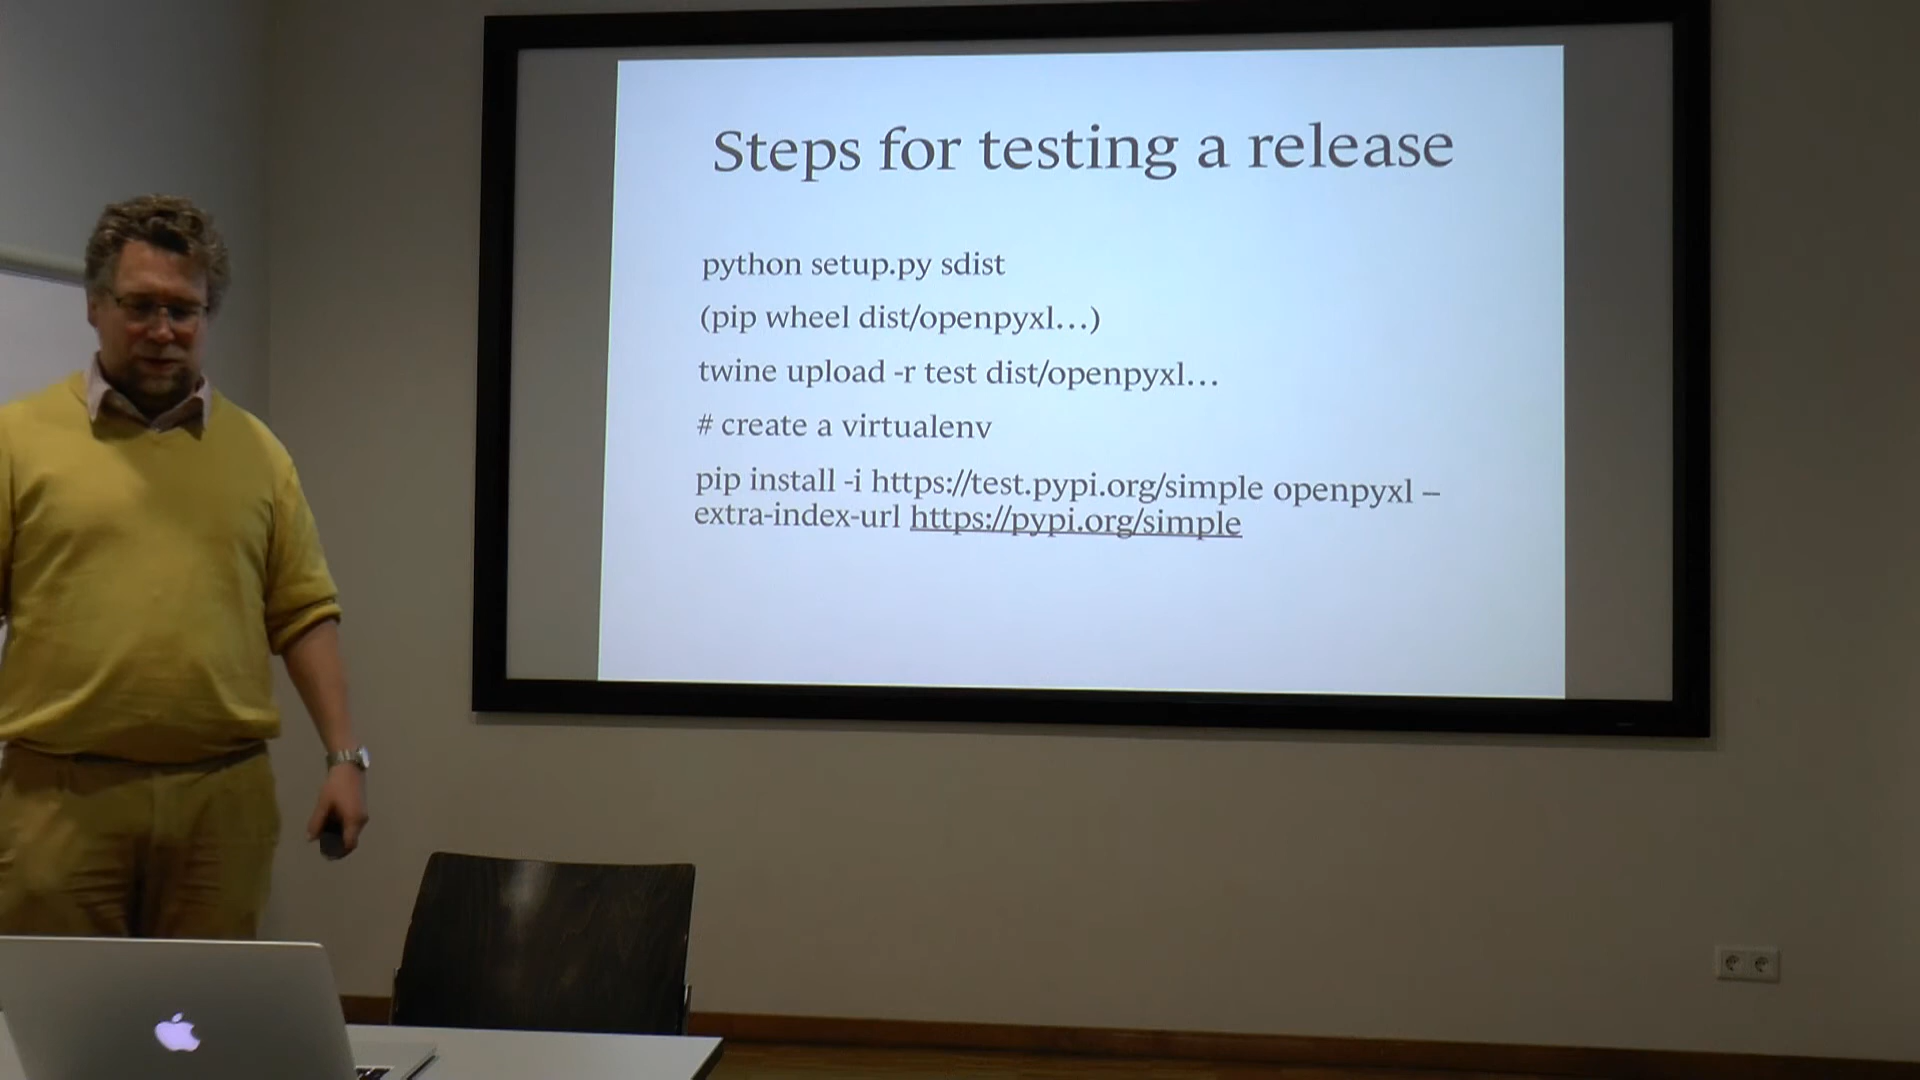 Steps for testing a release
python setup.py sdist
(pip wheel dist/openpyxl…)
twine upload -r test dist/openpyxl…
# create a virtualenv
pip install -i https://test.pypi.org/simple openpyxl –
extra-index-url https://pypi.org/simple